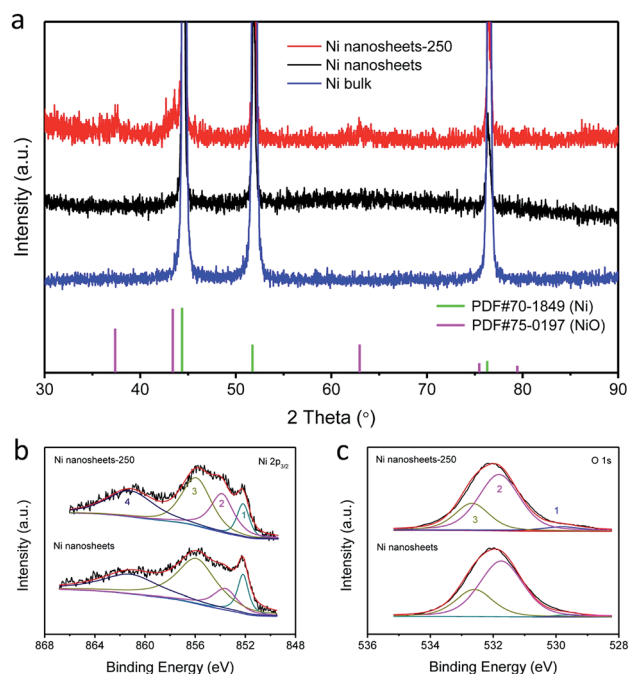 a
Ni nanosheets-250
Ni nanosheets
Ni bulk
Intensity (a.u.)
PDF#70-1849 (Ni)
PDF#75-0197 (NiO)
30 40 50 60 70 80 90
2 Theta (°)
b
Ni nanosheets-250
Ni 2p3/2
4
3
2
1
Ni nanosheets
Intensity (a.u.)
868 864 860 856 852 848
Binding Energy (eV)
c
Ni nanosheets-250
O 1s
3
2
1
Ni nanosheets
Intensity (a.u.)
536 534 532 530 528
Binding Energy (eV)